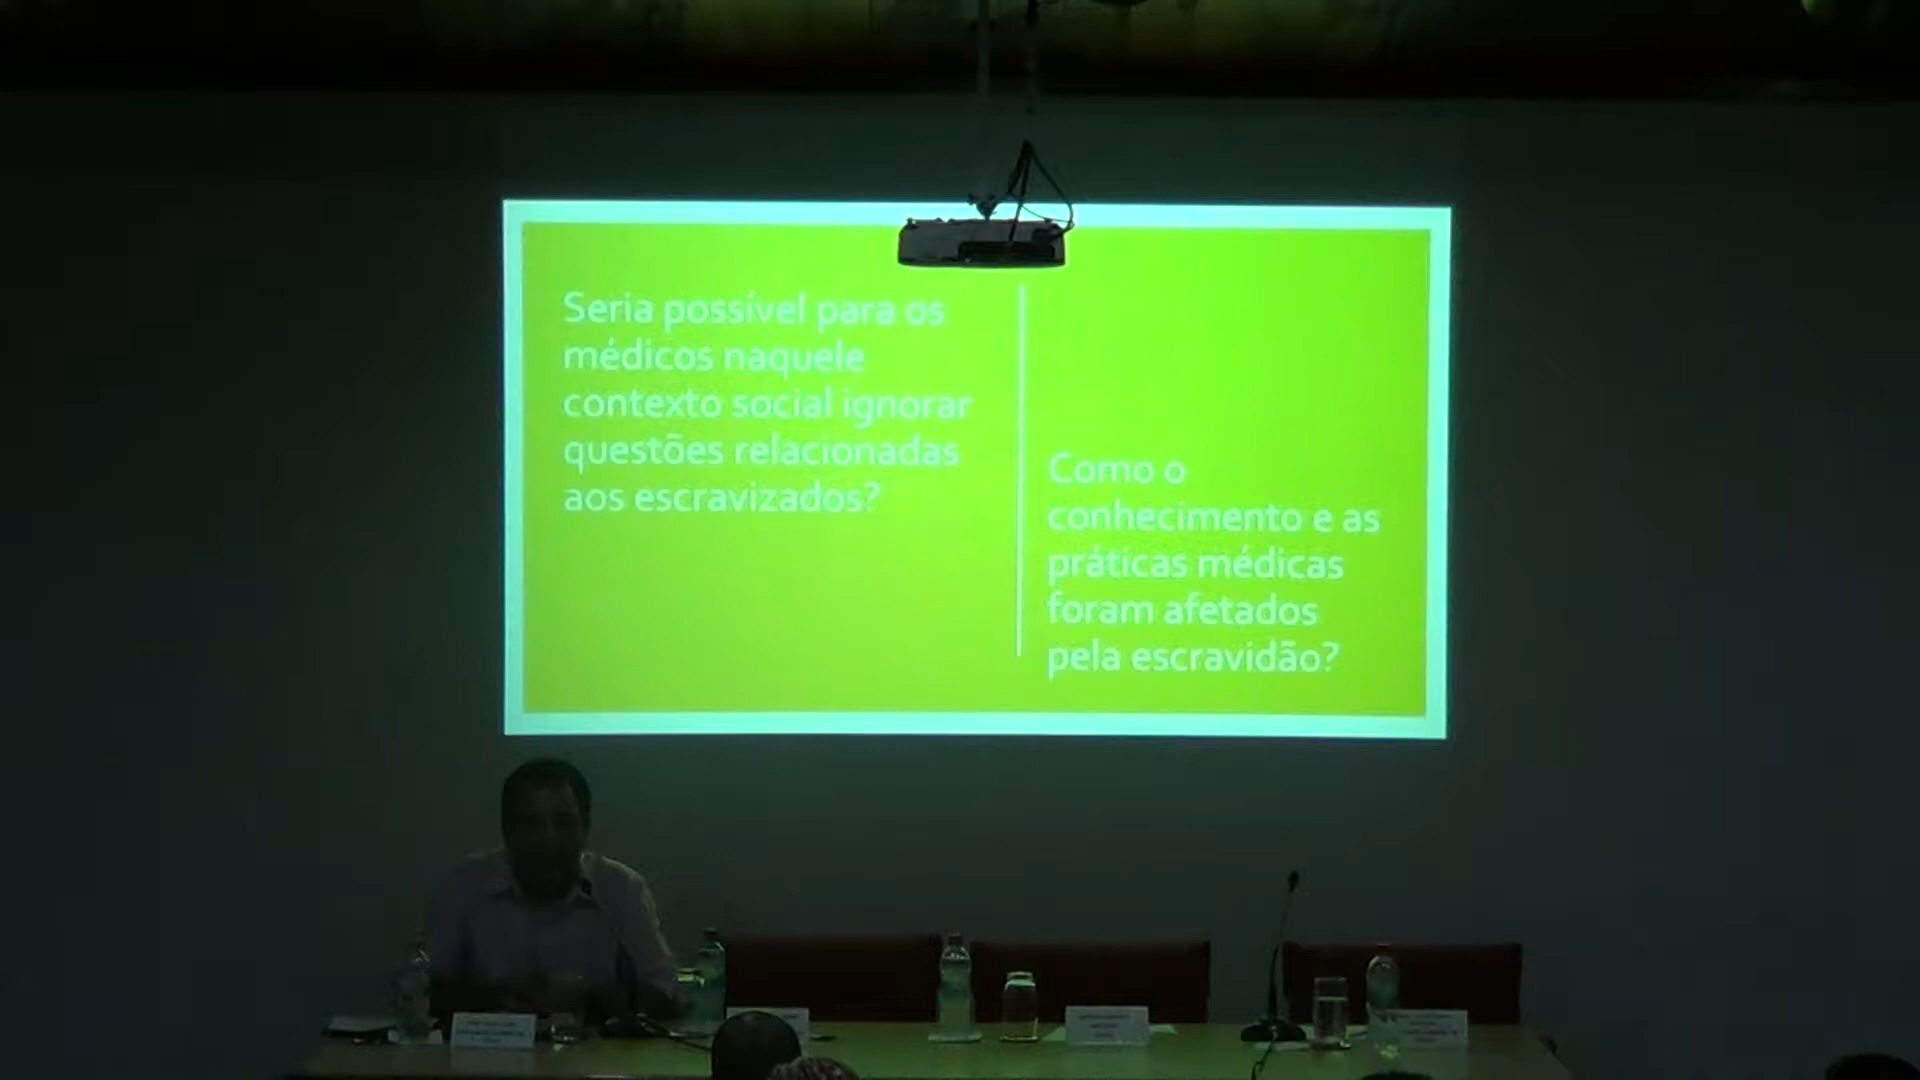 Seria possível para os
médicos naquele
contexto social ignorar
questões relacionadas
aos escravizados?
Como o
conhecimento e as
práticas médicas
foram afetados
pela escravidão?